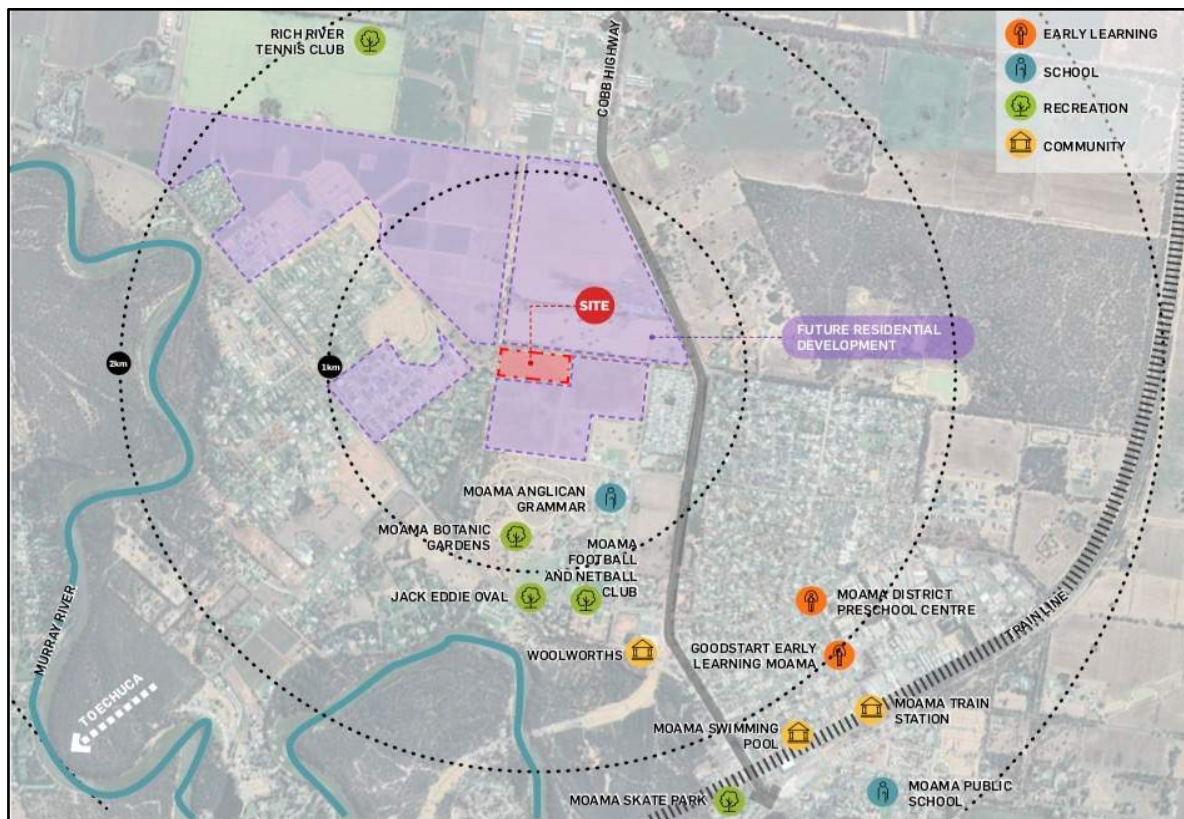 RICH RIVER
TENNIS CLUB
COBB HIGHWAY
EARLY LEARNING
SCHOOL
RECREATION
COMMUNITY
SITE
FUTURE RESIDENTIAL
DEVELOPMENT
2km
1km
MOAMA ANGLICAN
GRAMMAR
MOAMA BOTANIC
GARDENS
MOAMA
FOOTBALL
AND NETBALL
CLUB
JACK EDDIE OVAL
MOAMA DISTRICT
PRESCHOOL CENTRE
WOOLWORTHS
GOODSTART EARLY
LEARNING MOAMA
MURRAY RIVER
TRAIN LINE
TO ECHUCA
MOAMA TRAIN
STATION
MOAMA SWIMMING
POOL
MOAMA SKATE PARK
MOAMA PUBLIC
SCHOOL